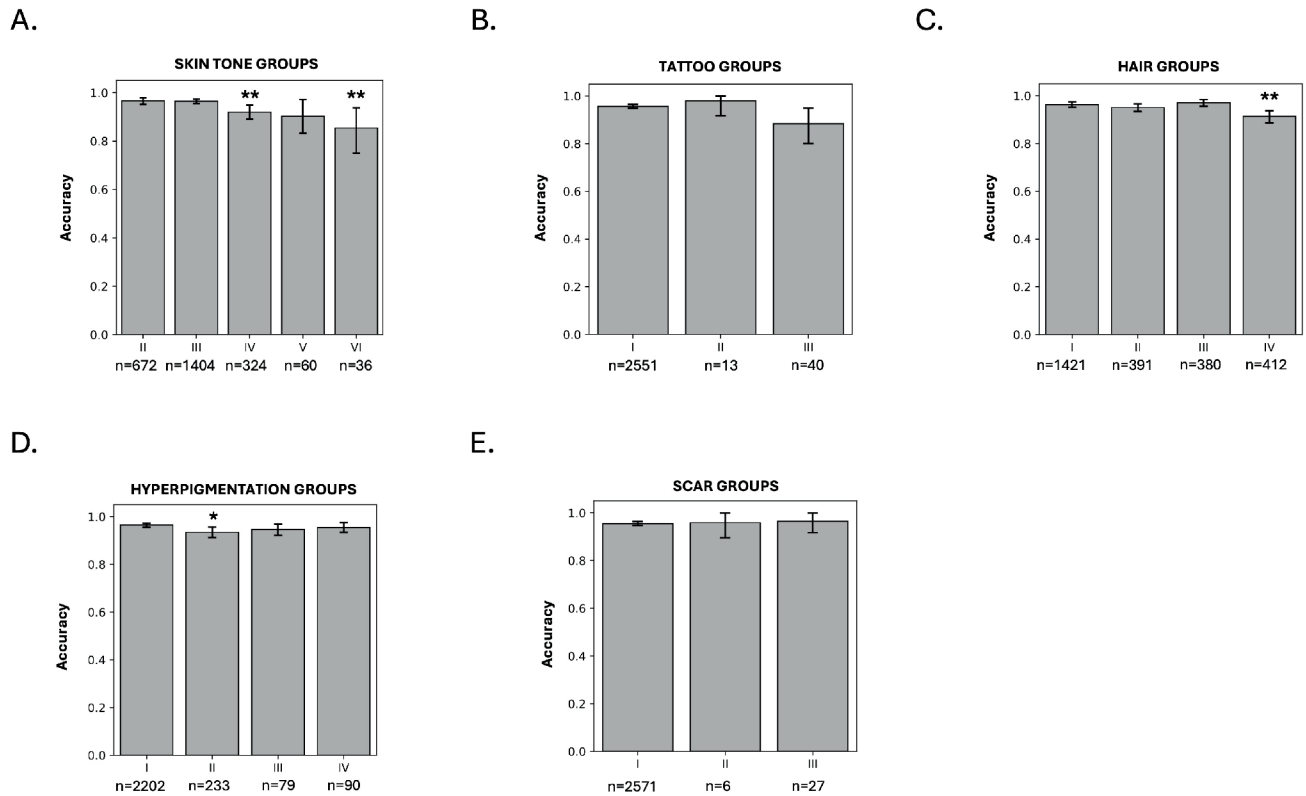 A.
B.
C.
SKIN TONE GROUPS
Accuracy
1.0
0.8
0.6
0.4
0.2
0.0
**
**
II III IV V VI
n=672 n=1404 n=324 n=60 n=36
TATTOO GROUPS
Accuracy
1.0
0.8
0.6
0.4
0.2
0.0
I II III
n=2551 n=13 n=40
HAIR GROUPS
Accuracy
1.0
0.8
0.6
0.4
0.2
0.0
**
I II III IV
n=1421 n=391 n=380 n=412
D.
E.
HYPERPIGMENTATION GROUPS
Accuracy
1.0
0.8
0.6
0.4
0.2
0.0
*
I II III IV
n=2202 n=233 n=79 n=90
SCAR GROUPS
Accuracy
1.0
0.8
0.6
0.4
0.2
0.0
I II III
n=2571 n=6 n=27